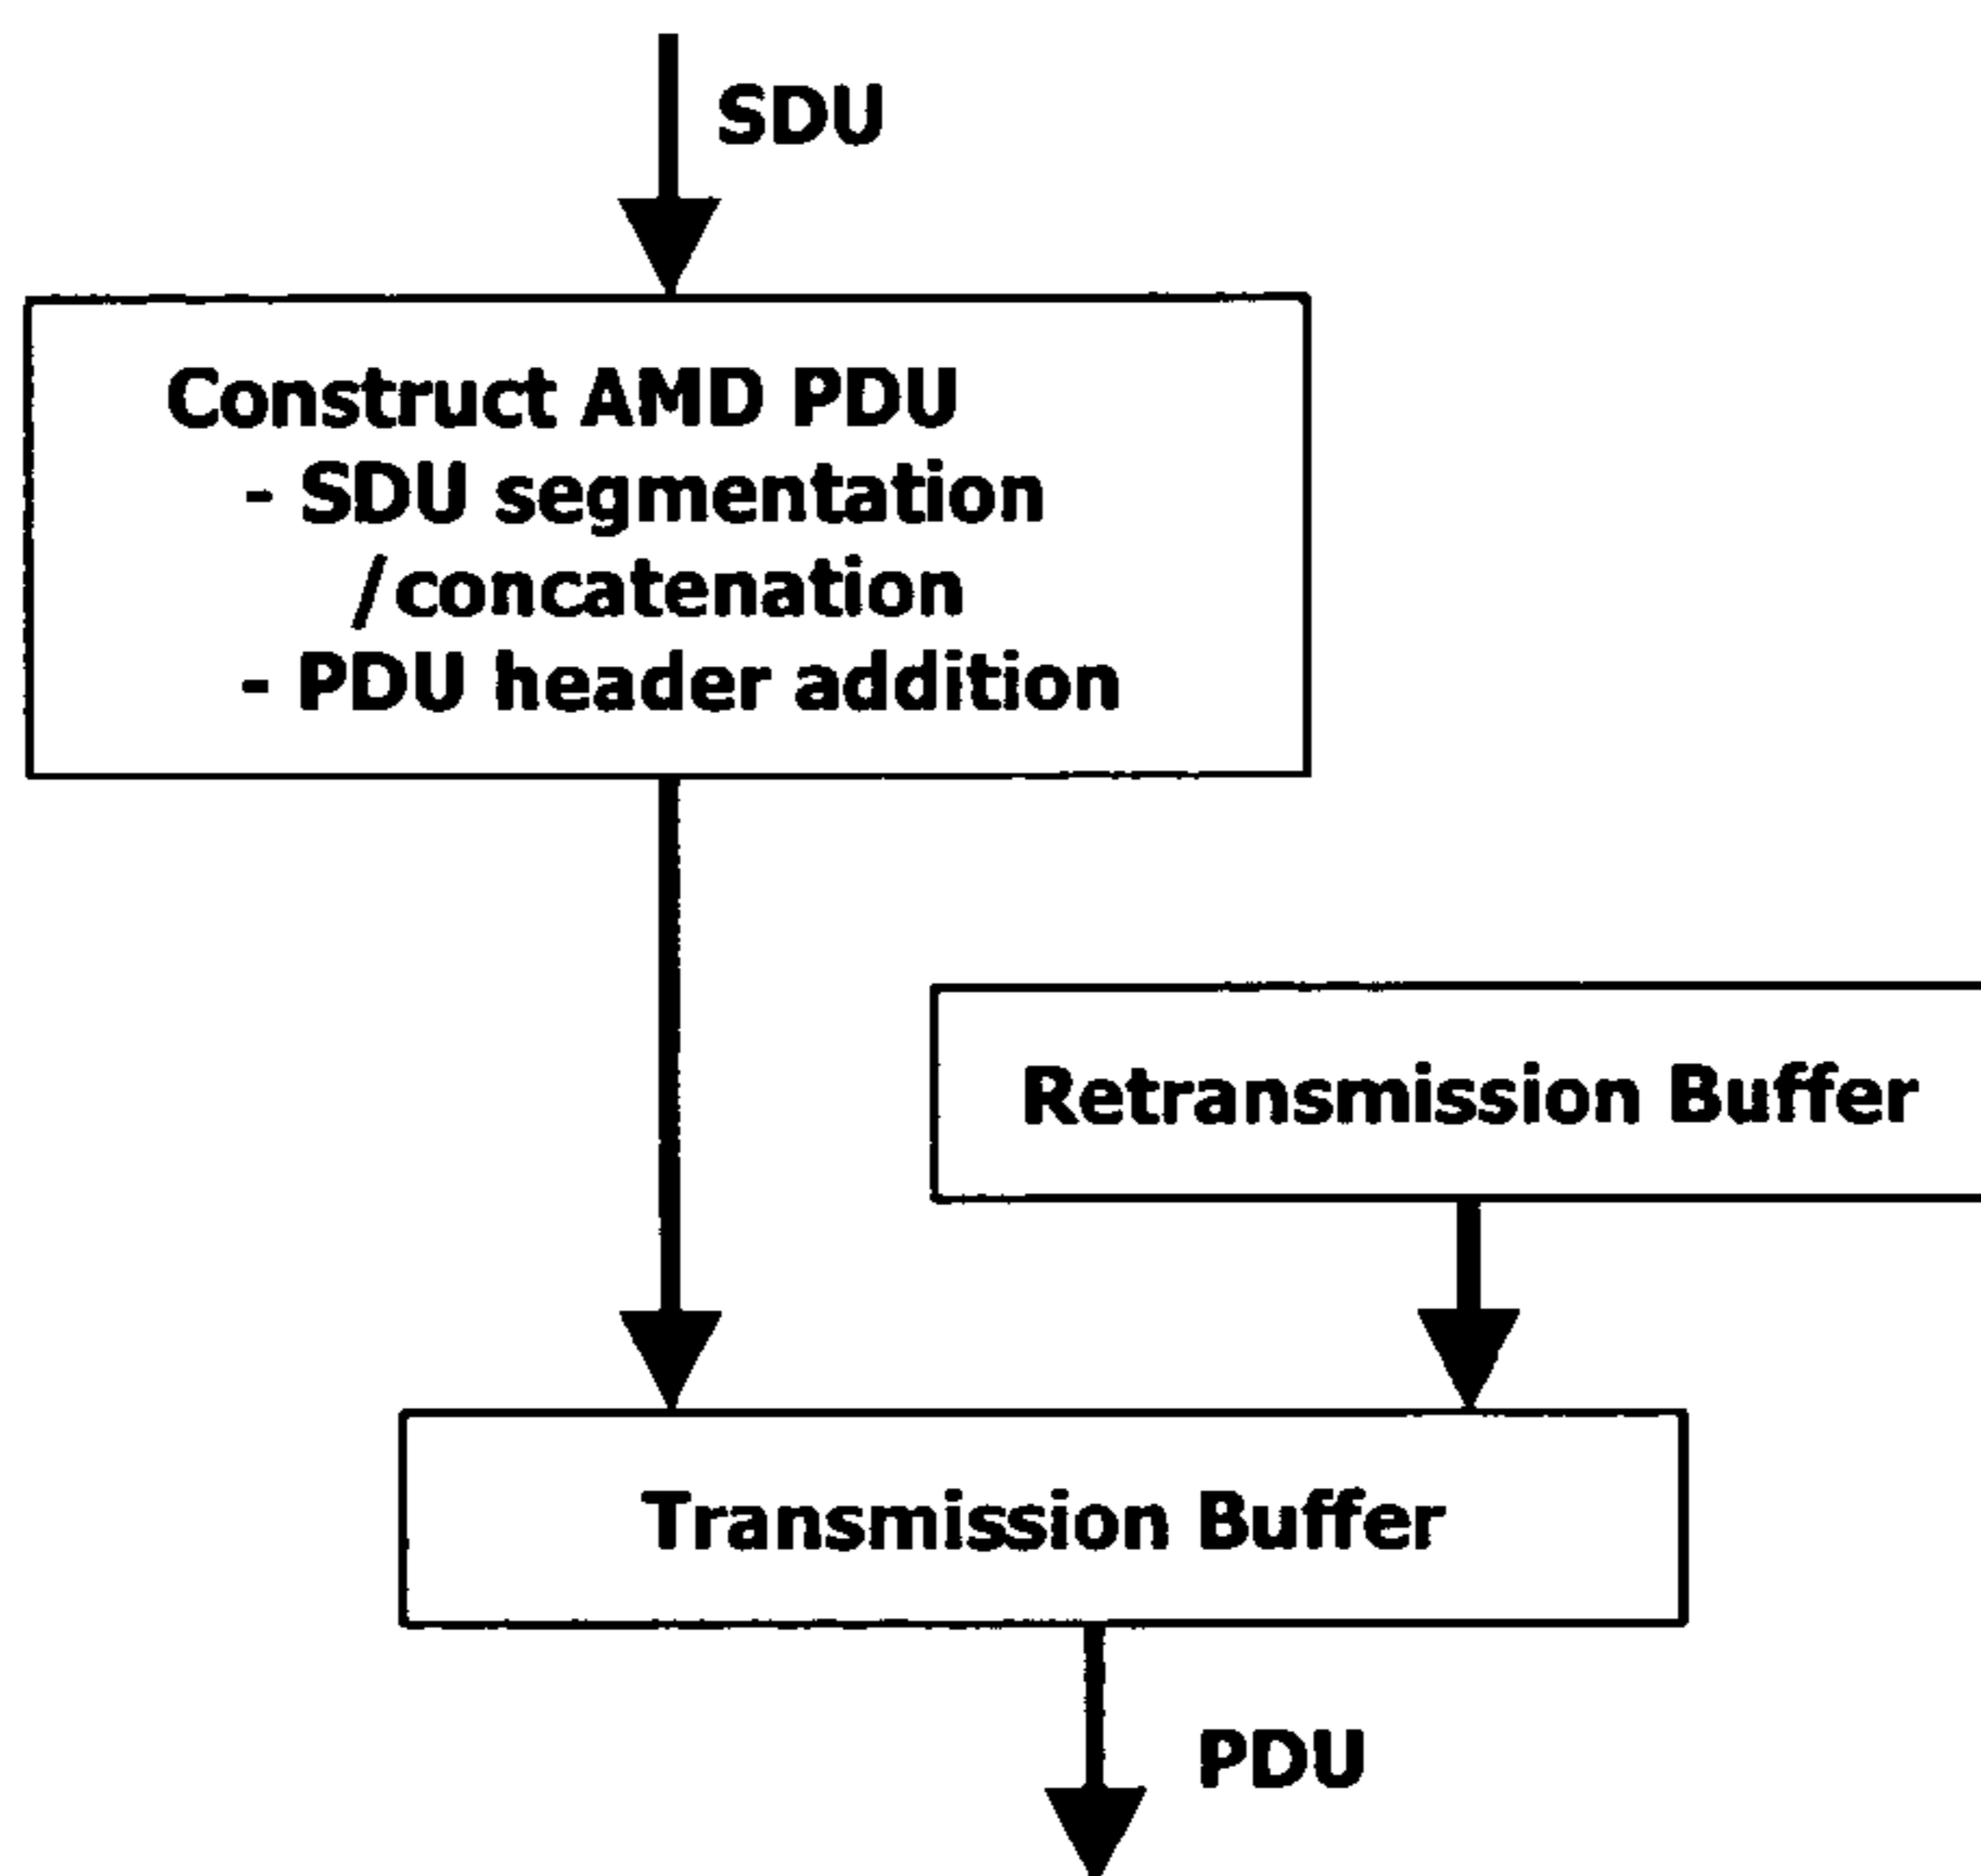 SDU
Construct AMD PDU
- SDU segmentation
/concatenation
- PDU header addition
Retransmission Buffer
Transmission Buffer
PDU